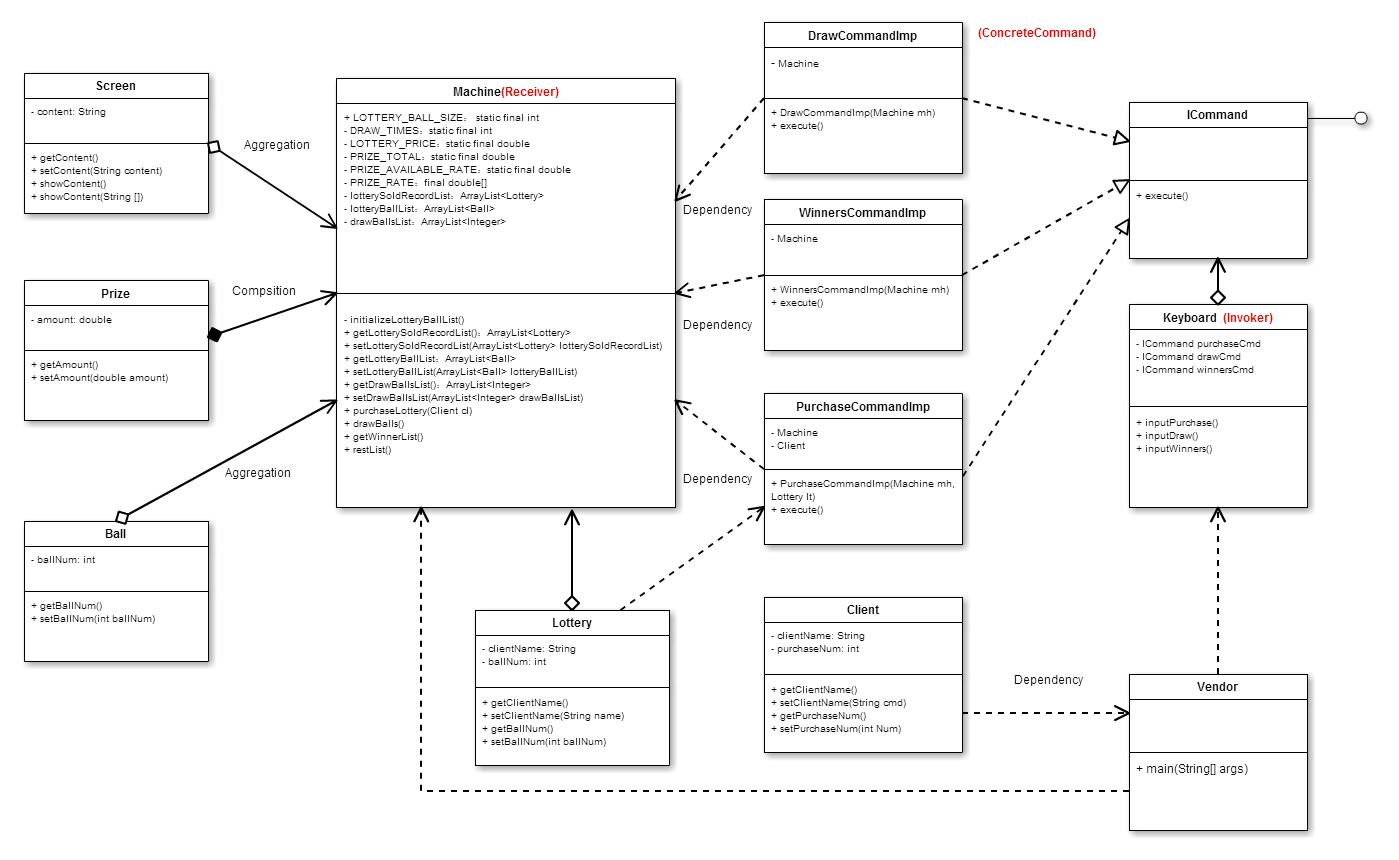 Screen
- content: String
+ getContent()
+ setContent(String content)
+ showContent()
+ showContent(String [])
Aggregation
Prize
- amount: double
+ getAmount()
+ setAmount(double amount)
Compsition
Ball
- ballNum: int
+ getBallNum()
+ setBallNum(int ballNum)
Aggregation
Machine(Receiver)
+ LOTTERY_BALL_SIZE： static final int
- DRAW_TIMES：static final int
- LOTTERY_PRICE：static final double
- PRIZE_TOTAL：static final double
- PRIZE_AVAILABLE_RATE：static final double
- PRIZE_RATE：final double[]
- lotterySoldRecordList：ArrayList<Lottery>
- lotteryBallList：ArrayList<Ball>
- drawBallsList：ArrayList<Integer>
- initializeLotteryBallList()
+ getLotterySoldRecordList()：ArrayList<Lottery>
+ setLotterySoldRecordList(ArrayList<Lottery> lotterySoldRecordList)
+ getLotteryBallList：ArrayList<Ball>
+ setLotteryBallList(ArrayList<Ball> lotteryBallList)
+ getDrawBallsList()：ArrayList<Integer>
+ setDrawBallsList(ArrayList<Integer> drawBallsList)
+ purchaseLottery(Client cl)
+ drawBalls()
+ getWinnerList()
+ restList()
Lottery
- clientName: String
- ballNum: int
+ getClientName()
+ setClientName(String name)
+ getBallNum()
+ setBallNum(int ballNum)
DrawCommandImp
- Machine
+ DrawCommandImp(Machine mh)
+ execute()
(ConcreteCommand)
Dependency
WinnersCommandImp
- Machine
+ WinnersCommandImp(Machine mh)
+ execute()
Dependency
PurchaseCommandImp
- Machine
- Client
+ PurchaseCommandImp(Machine mh,
Lottery lt)
+ execute()
Dependency
Client
- clientName: String
- purchaseNum: int
+ getClientName()
+ setClientName(String cmd)
+ getPurchaseNum()
+ setPurchaseNum(int Num)
Dependency
ICommand
+ execute()
Keyboard (Invoker)
- ICommand purchaseCmd
- ICommand drawCmd
- ICommand winnersCmd
+ inputPurchase()
+ inputDraw()
+ inputWinners()
Vendor
+ main(String[] args)